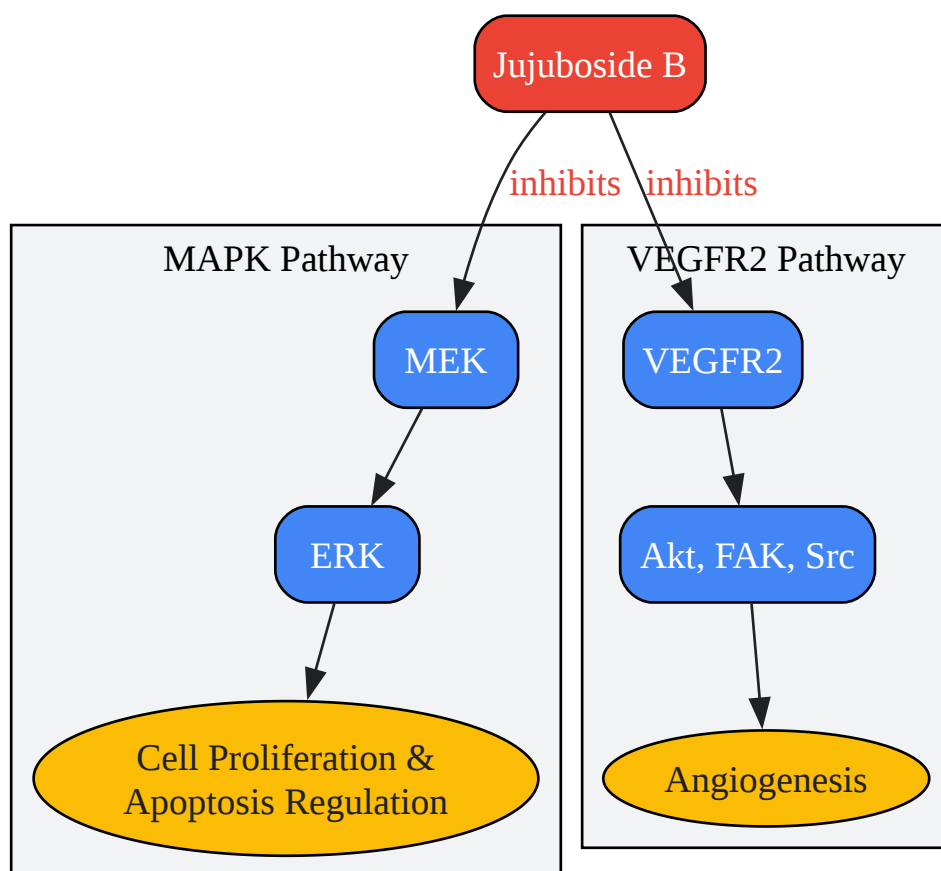 Jujuboside B
inhibits inhibits
MAPK Pathway
VEGFR2 Pathway
MEK
VEGFR2
ERK
Akt, FAK, Src
Cell Proliferation &
Apoptosis Regulation
Angiogenesis